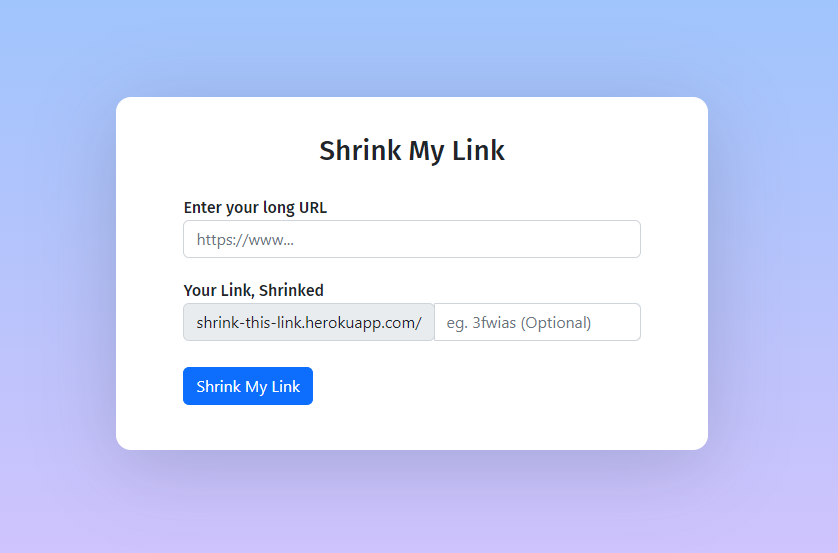 Shrink My Link
Enter your long URL
https://www...
Your Link, Shrinked
shrink-this-link.herokuapp.com/ eg. 3fwias (Optional)
Shrink My Link